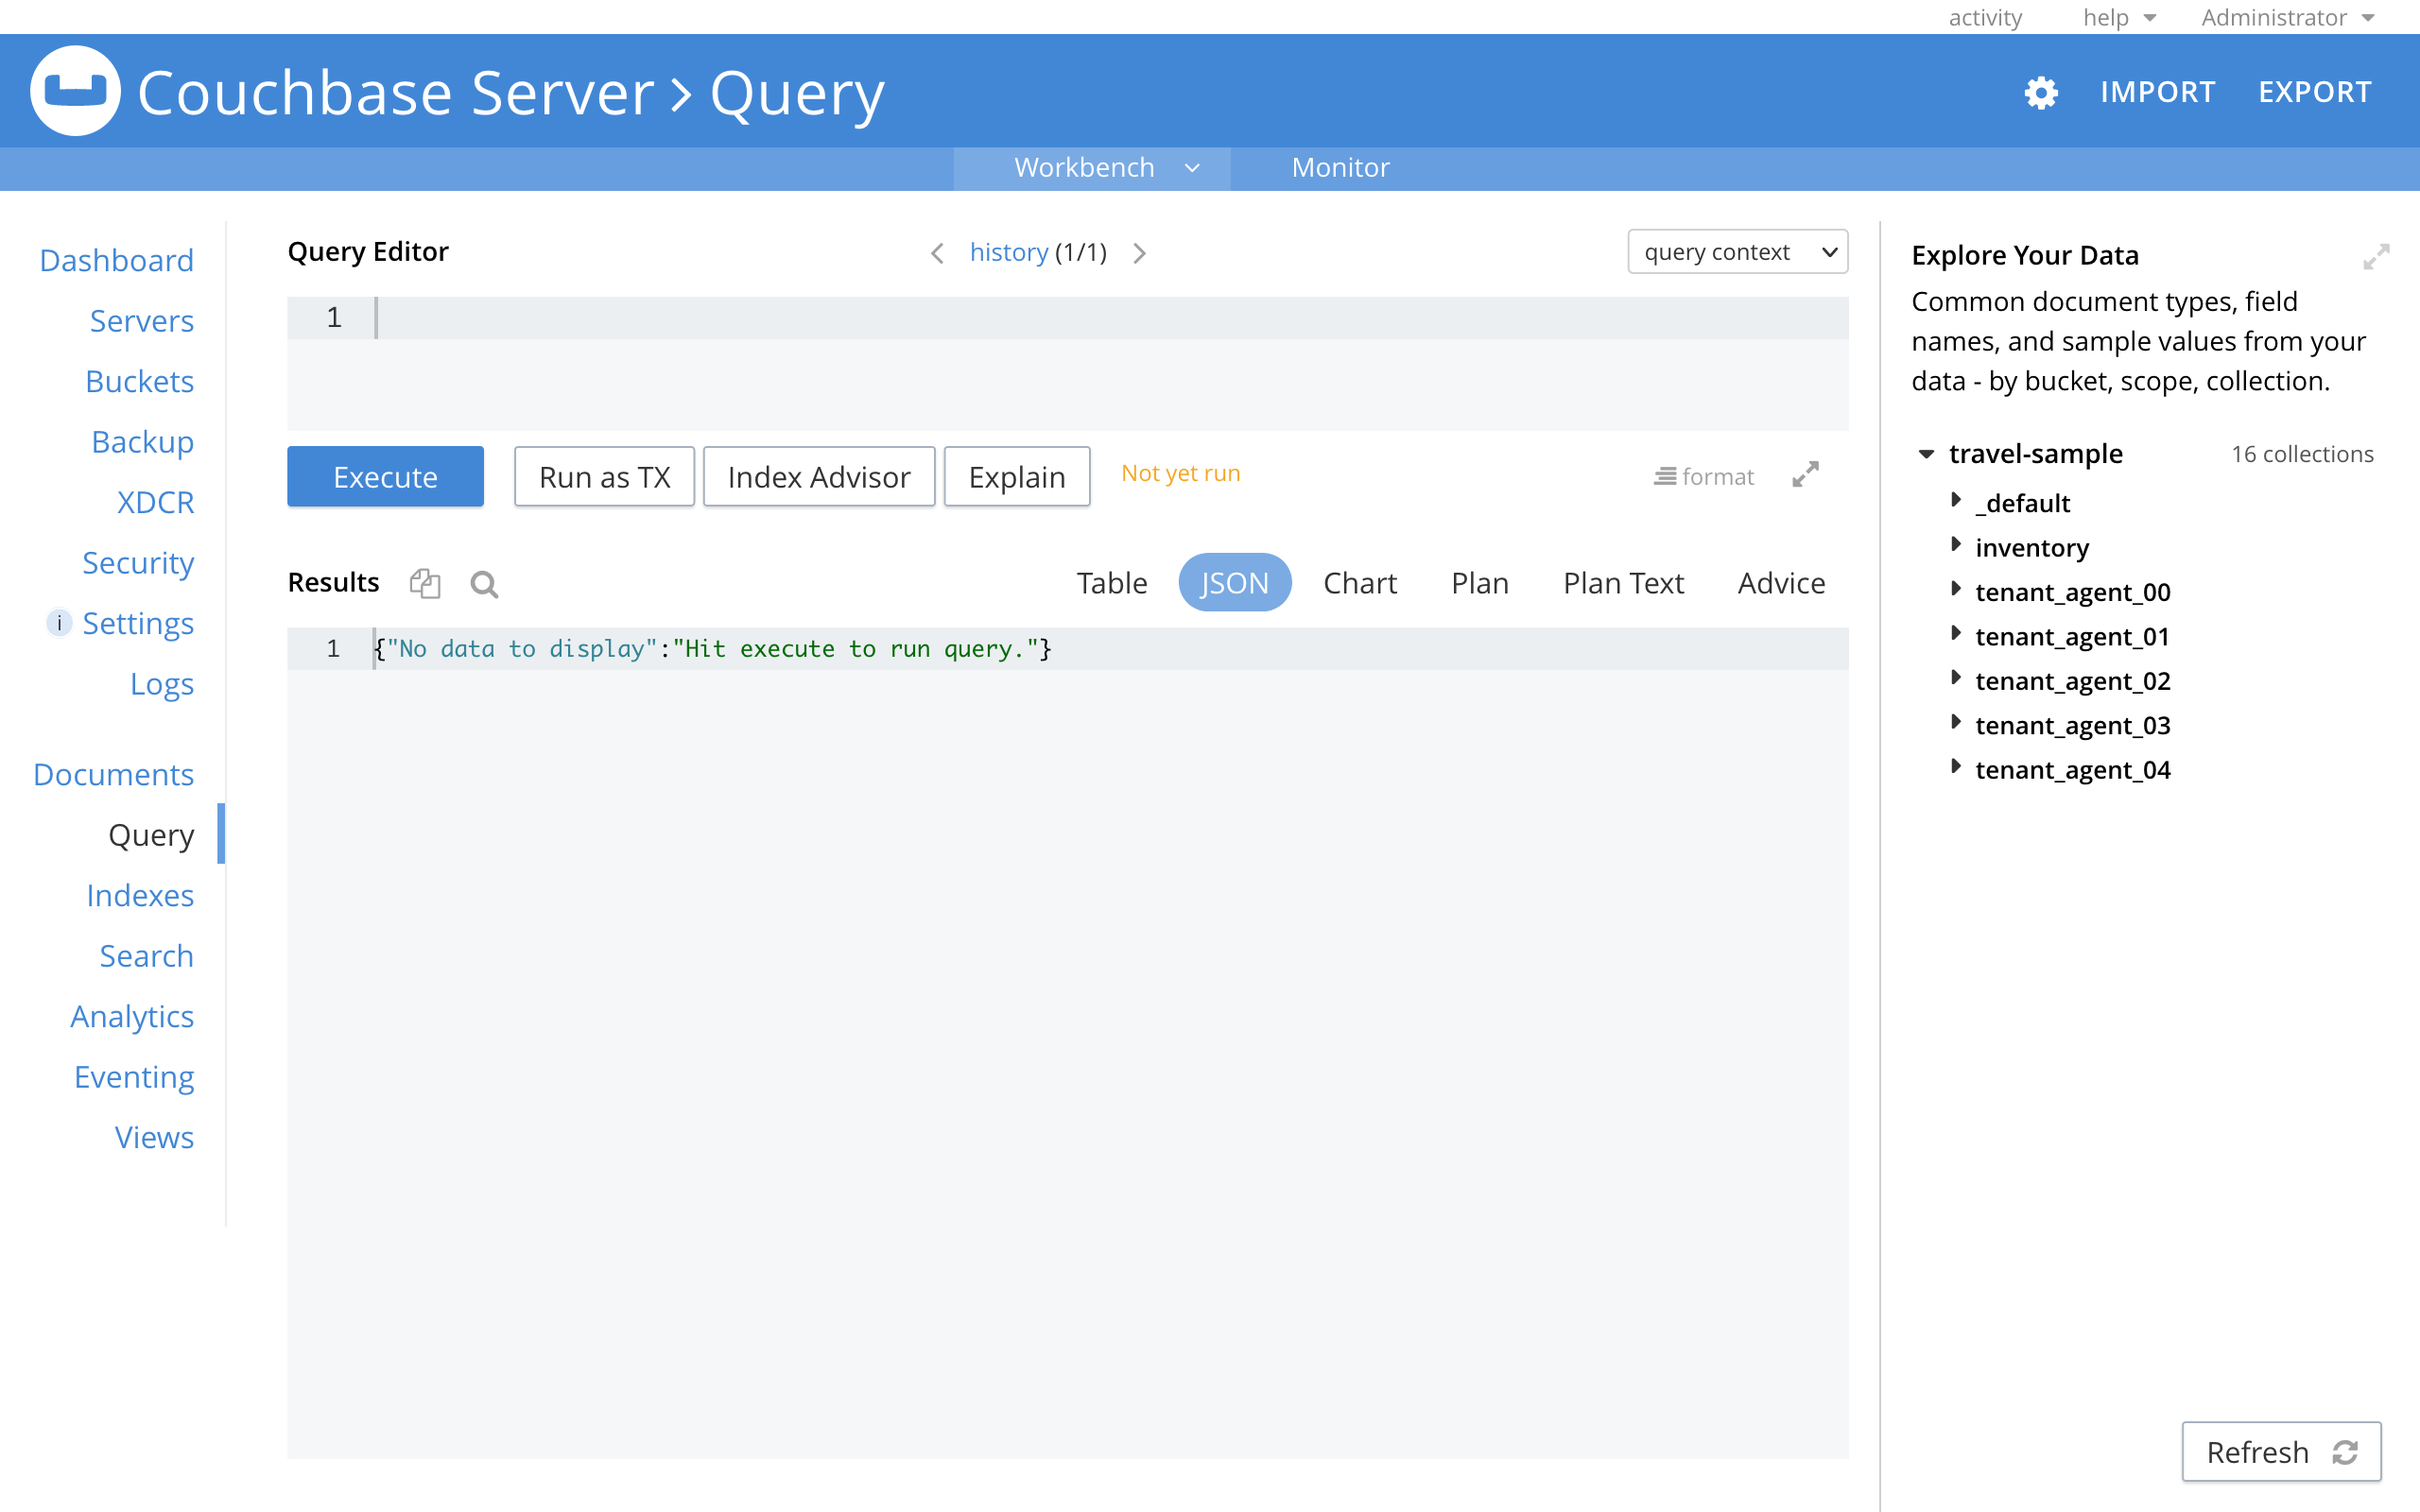 activity help Administrator
Couchbase Server > Query
IMPORT EXPORT
Workbench Monitor
Dashboard
Servers
Buckets
Backup
XDCR
Security
i Settings
Logs
Documents
Query
Indexes
Search
Analytics
Eventing
Views
Query Editor history (1/1) query context
1
Execute Run as TX Index Advisor Explain Not yet run format
Results Table JSON Chart Plan Plan Text Advice
1 {"No data to display":"Hit execute to run query."}
Explore Your Data
Common document types, field
names, and sample values from your
data - by bucket, scope, collection.
travel-sample 16 collections
_default
inventory
tenant_agent_00
tenant_agent_01
tenant_agent_02
tenant_agent_03
tenant_agent_04
Refresh